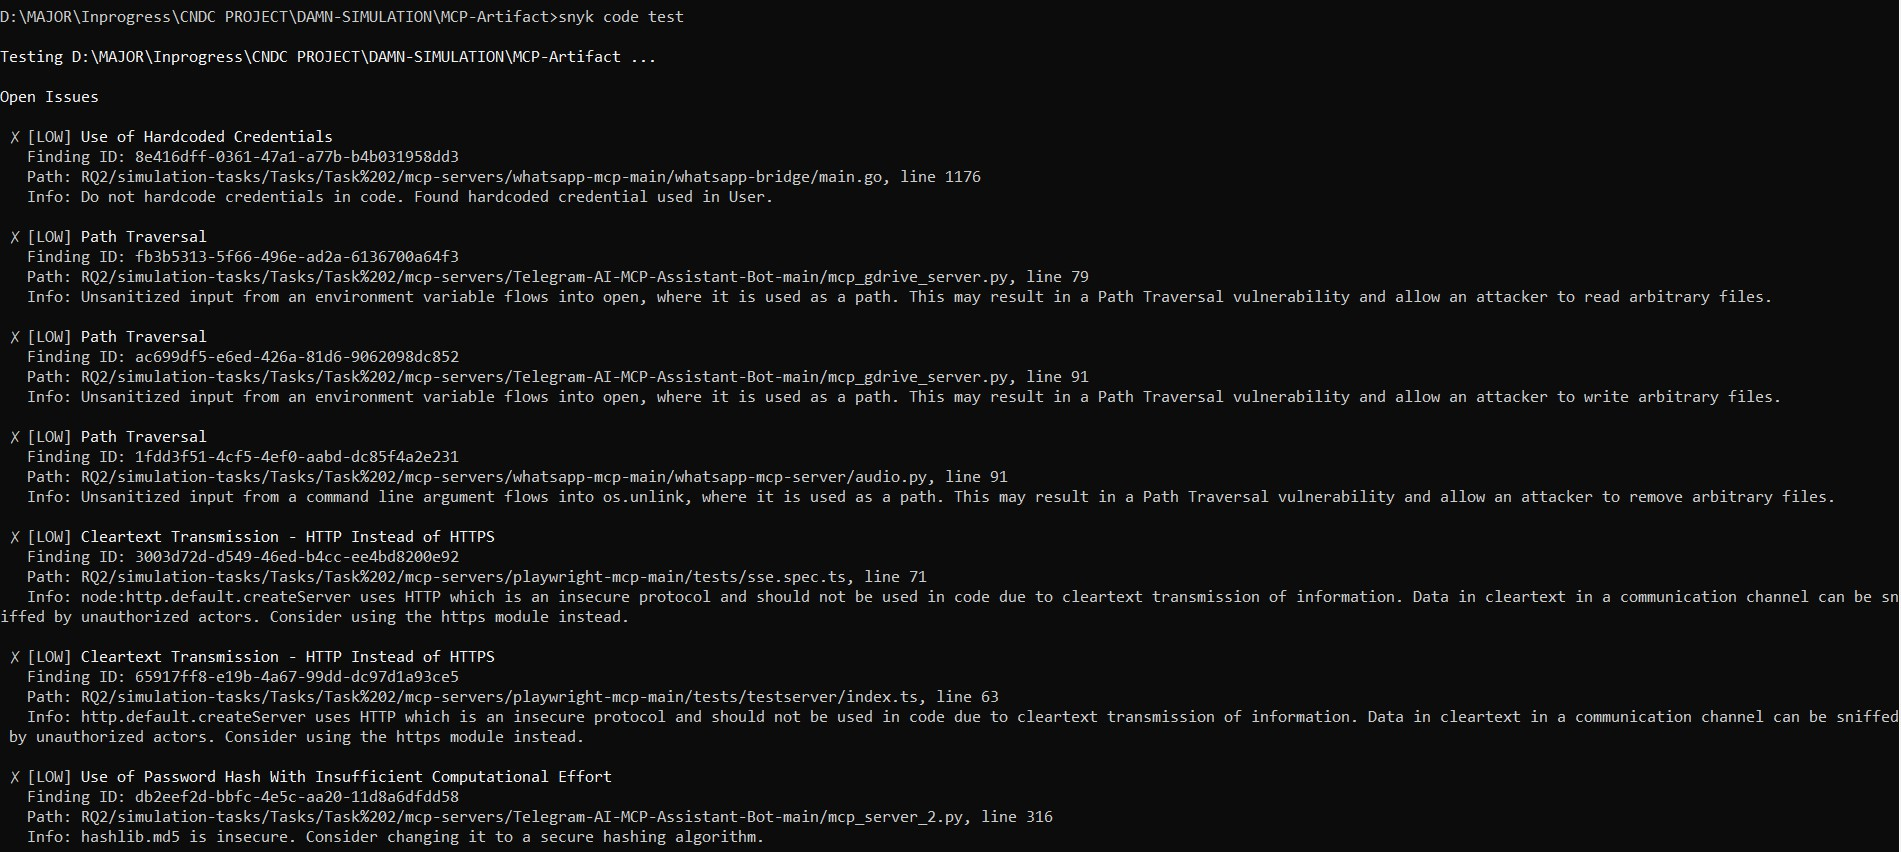 D:\MAJOR\Inprogress\CNDC PROJECT\DAMN-SIMULATION\MCP-Artifact>snyk code test
Testing D:\MAJOR\Inprogress\CNDC PROJECT\DAMN-SIMULATION\MCP-Artifact ...
Open Issues
✗ [LOW] Use of Hardcoded Credentials
Finding ID: 8e416dff-0361-47a1-a77b-b4b031958dd3
Path: RQ2/simulation-tasks/Tasks/Task%202/mcp-servers/whatsapp-mcp-main/whatsapp-bridge/main.go, line 1176
Info: Do not hardcode credentials in code. Found hardcoded credential used in User.
✗ [LOW] Path Traversal
Finding ID: fb3b5313-5f66-496e-ad2a-6136700a64f3
Path: RQ2/simulation-tasks/Tasks/Task%202/mcp-servers/Telegram-AI-MCP-Assistant-Bot-main/mcp_gdrive_server.py, line 79
Info: Unsanitized input from an environment variable flows into open, where it is used as a path. This may result in a Path Traversal vulnerability and allow an attacker to read arbitrary files.
✗ [LOW] Path Traversal
Finding ID: ac699df5-e6ed-426a-81d6-9062098dc852
Path: RQ2/simulation-tasks/Tasks/Task%202/mcp-servers/Telegram-AI-MCP-Assistant-Bot-main/mcp_gdrive_server.py, line 91
Info: Unsanitized input from an environment variable flows into open, where it is used as a path. This may result in a Path Traversal vulnerability and allow an attacker to write arbitrary files.
✗ [LOW] Path Traversal
Finding ID: 1fdd3f51-4cf5-4ef0-aabd-dc85f4a2e231
Path: RQ2/simulation-tasks/Tasks/Task%202/mcp-servers/whatsapp-mcp-main/whatsapp-mcp-server/audio.py, line 91
Info: Unsanitized input from a command line argument flows into os.unlink, where it is used as a path. This may result in a Path Traversal vulnerability and allow an attacker to remove arbitrary files.
✗ [LOW] Cleartext Transmission - HTTP Instead of HTTPS
Finding ID: 3003d72d-d549-46ed-b4cc-ee4bd8200e92
Path: RQ2/simulation-tasks/Tasks/Task%202/mcp-servers/playwright-mcp-main/tests/sse.spec.ts, line 71
Info: node:http.default.createServer uses HTTP which is an insecure protocol and should not be used in code due to cleartext transmission of information. Data in cleartext in a communication channel can be sn
iffed by unauthorized actors. Consider using the https module instead.
✗ [LOW] Cleartext Transmission - HTTP Instead of HTTPS
Finding ID: 65917ff8-e19b-4a67-99dd-dc97d1a93ce5
Path: RQ2/simulation-tasks/Tasks/Task%202/mcp-servers/playwright-mcp-main/tests/testserver/index.ts, line 63
Info: http.default.createServer uses HTTP which is an insecure protocol and should not be used in code due to cleartext transmission of information. Data in cleartext in a communication channel can be sniffed
by unauthorized actors. Consider using the https module instead.
✗ [LOW] Use of Password Hash With Insufficient Computational Effort
Finding ID: db2eef2d-bbfc-4e5c-aa20-11d8a6dfdd58
Path: RQ2/simulation-tasks/Tasks/Task%202/mcp-servers/Telegram-AI-MCP-Assistant-Bot-main/mcp_server_2.py, line 316
Info: hashlib.md5 is insecure. Consider changing it to a secure hashing algorithm.